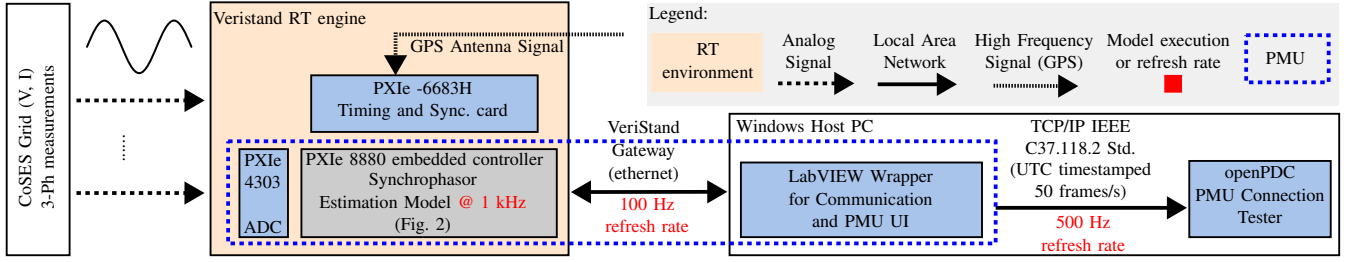 CoSES Grid (V, I)
3-Ph measurements
Veristand RT engine
GPS Antenna Signal
PXIe -6683H
Timing and Sync. card
PXIe
4303
ADC
PXIe 8880 embedded controller
Synchrophasor
Estimation Model @ 1 kHz
(Fig. 2)
VeriStand
Gateway
(ethernet)
100 Hz
refresh rate
Legend:
RT
environment
Analog
Signal
Local Area
Network
High Frequency
Signal (GPS)
Model execution
or refresh rate
PMU
Windows Host PC
LabVIEW Wrapper
for Communication
and PMU UI
TCP/IP IEEE
C37.118.2 Std.
(UTC timestamped
50 frames/s)
500 Hz
refresh rate
openPDC
PMU Connection
Tester